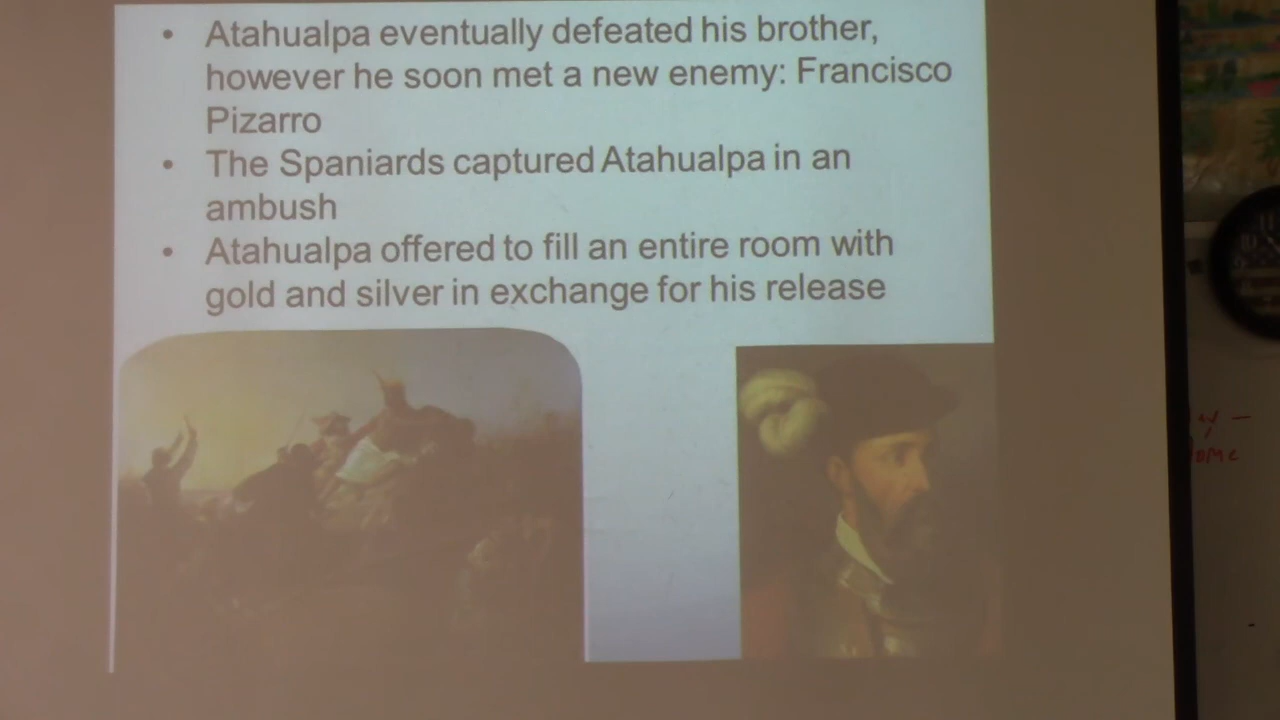 • Atahualpa eventually defeated his brother,
however he soon met a new enemy: Francisco
Pizarro
• The Spaniards captured Atahualpa in an
ambush
• Atahualpa offered to fill an entire room with
gold and silver in exchange for his release